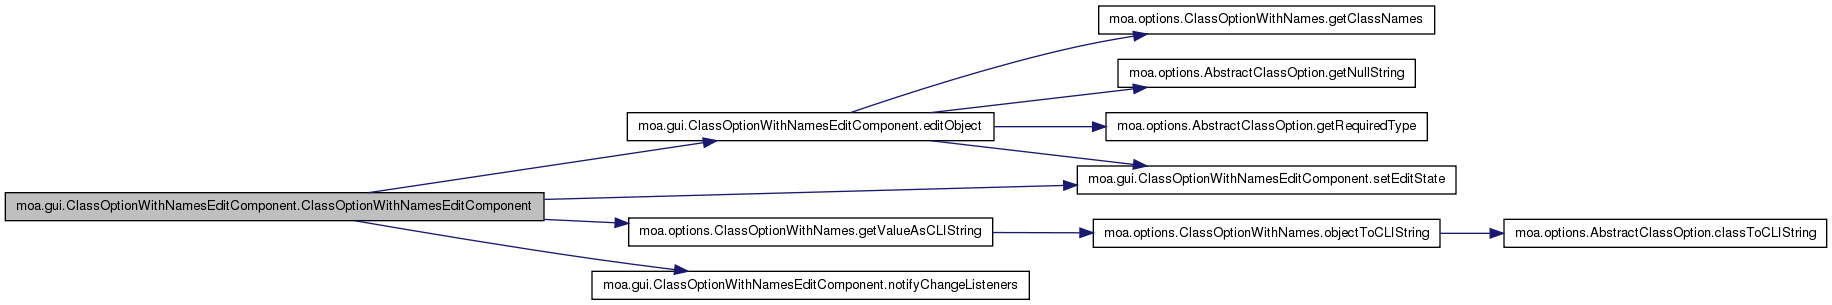 moa.options.ClassOptionWithNames.getClassNames
moa.options.AbstractClassOption.getNullString
moa.gui.ClassOptionWithNamesEditComponent.editObject
moa.options.AbstractClassOption.getRequiredType
moa.gui.ClassOptionWithNamesEditComponent.setEditState
moa.gui.ClassOptionWithNamesEditComponent.ClassOptionWithNamesEditComponent
moa.options.ClassOptionWithNames.getValueAsCLIString
moa.options.ClassOptionWithNames.objectToCLIString
moa.options.AbstractClassOption.classToCLIString
moa.gui.ClassOptionWithNamesEditComponent.notifyChangeListeners